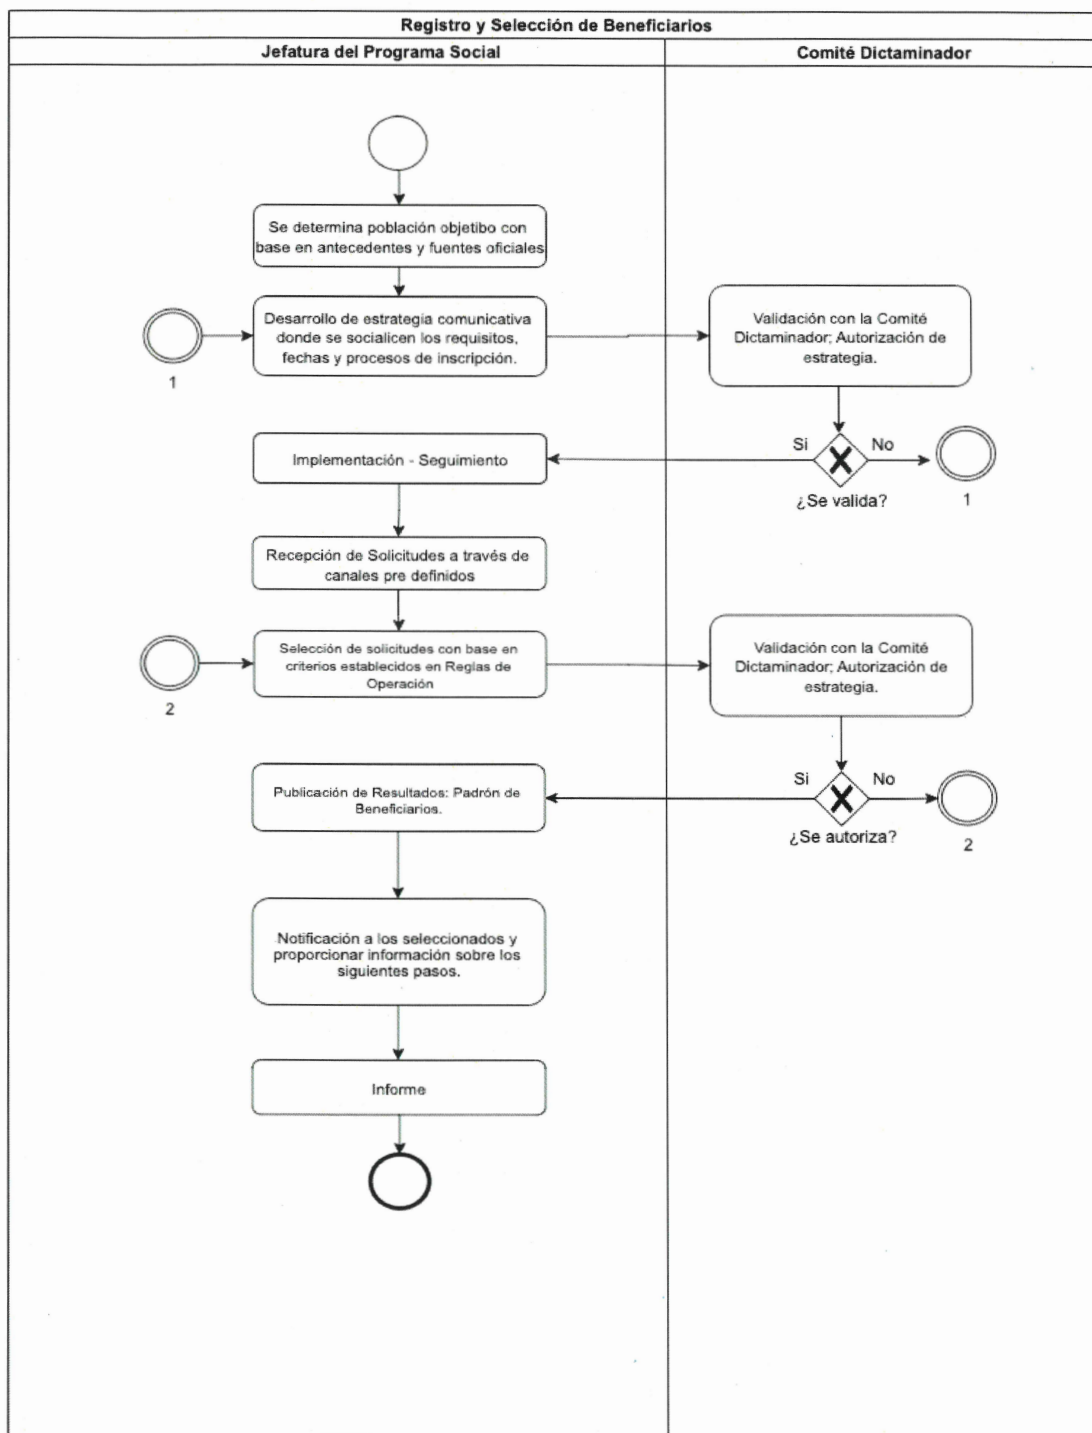 Registro y Selección de Beneficiarios
Jefatura del Programa Social
Comité Dictaminador
Se determina población objetibo con
base en antecedentes y fuentes oficiales
Desarrollo de estrategia comunicativa
donde se socialicen los requisitos,
fechas y procesos de inscripción.
1
Validación con la Comité
Dictaminador; Autorización de
estrategia.
Si
No
¿Se valida?
1
Implementación - Seguimiento
Recepción de Solicitudes a través de
canales pre definidos
Selección de solicitudes con base en
criterios establecidos en Reglas de
Operación
2
Validación con la Comité
Dictaminador; Autorización de
estrategia.
Si
No
¿Se autoriza?
2
Publicación de Resultados: Padrón de
Beneficiarios.
Notificación a los seleccionados y
proporcionar información sobre los
siguientes pasos.
Informe